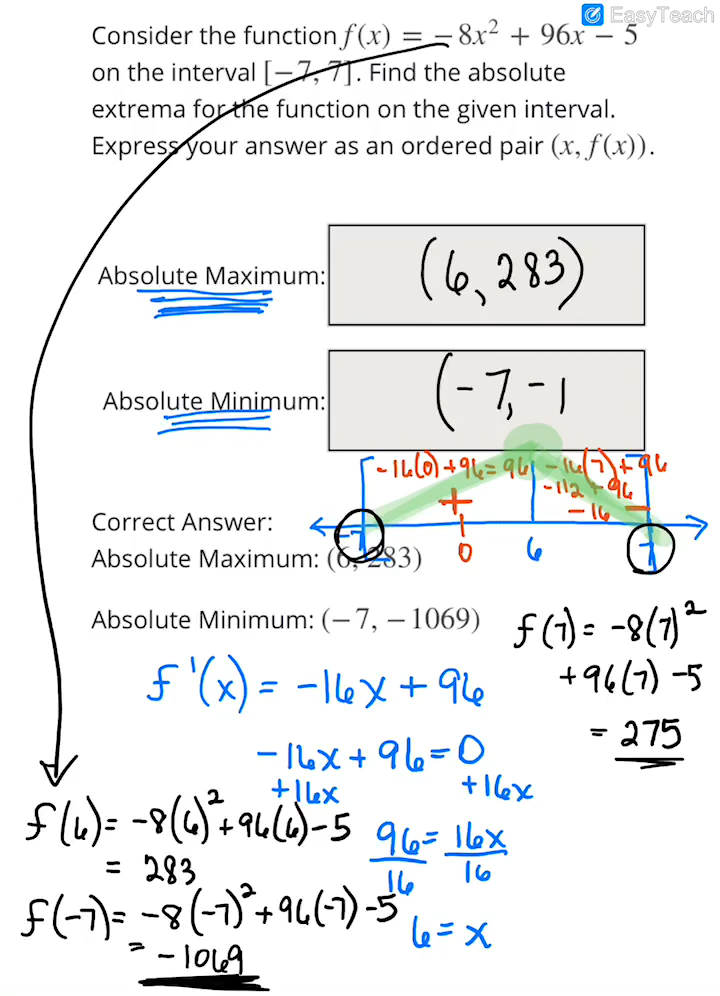 EasyTeach
Consider the function f(x) = −8x² + 96x − 5
on the interval [−7, 7]. Find the absolute
extrema for the function on the given interval.
Express your answer as an ordered pair (x, f(x)).
Absolute Maximum: (6, 283)
Absolute Minimum: (-7, -1
-16(0) + 96 = 96
-16(7) + 96
-112 + 96
-16
+
−
-7 0 6 7
Correct Answer:
Absolute Maximum: (6, 283)
Absolute Minimum: (−7, −1069)
f(7) = -8(7)²
+ 96(7) - 5
= 275
f'(x) = -16x + 96
-16x + 96 = 0
+16x +16x
96 = 16x
16 16
6 = x
f(6) = -8(6)² + 96(6) - 5
= 283
f(-7) = -8(-7)² + 96(-7) - 5
= -1069